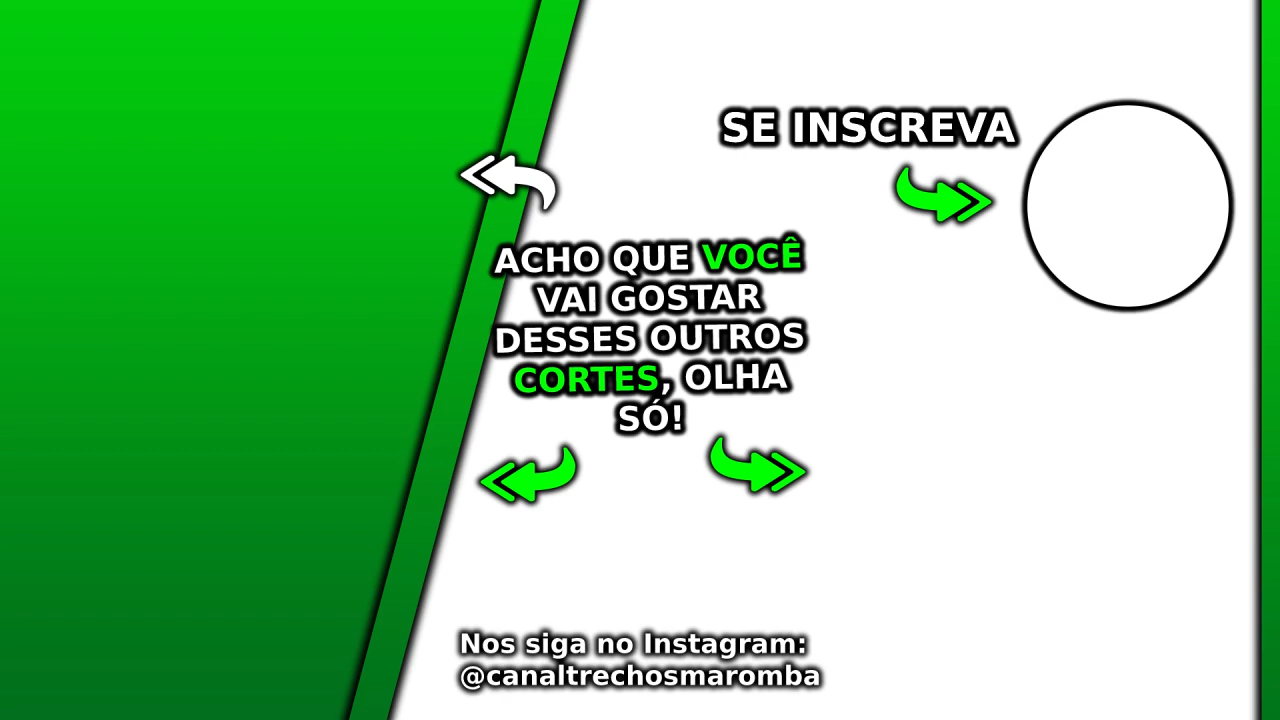 SE INSCREVA
ACHO QUE VOCÊ
VAI GOSTAR
DESSES OUTROS
CORTES, OLHA
SÓ!
Nos siga no Instagram:
@canaltrechosmaromba